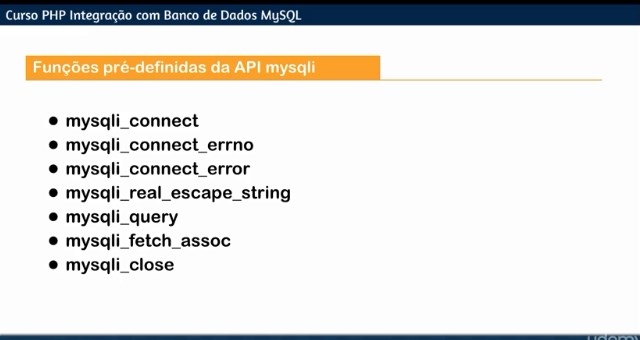 Curso PHP Integração com Banco de Dados MySQL
Funções pré-definidas da API mysqli
• mysqli_connect
• mysqli_connect_errno
• mysqli_connect_error
• mysqli_real_escape_string
• mysqli_query
• mysqli_fetch_assoc
• mysqli_close